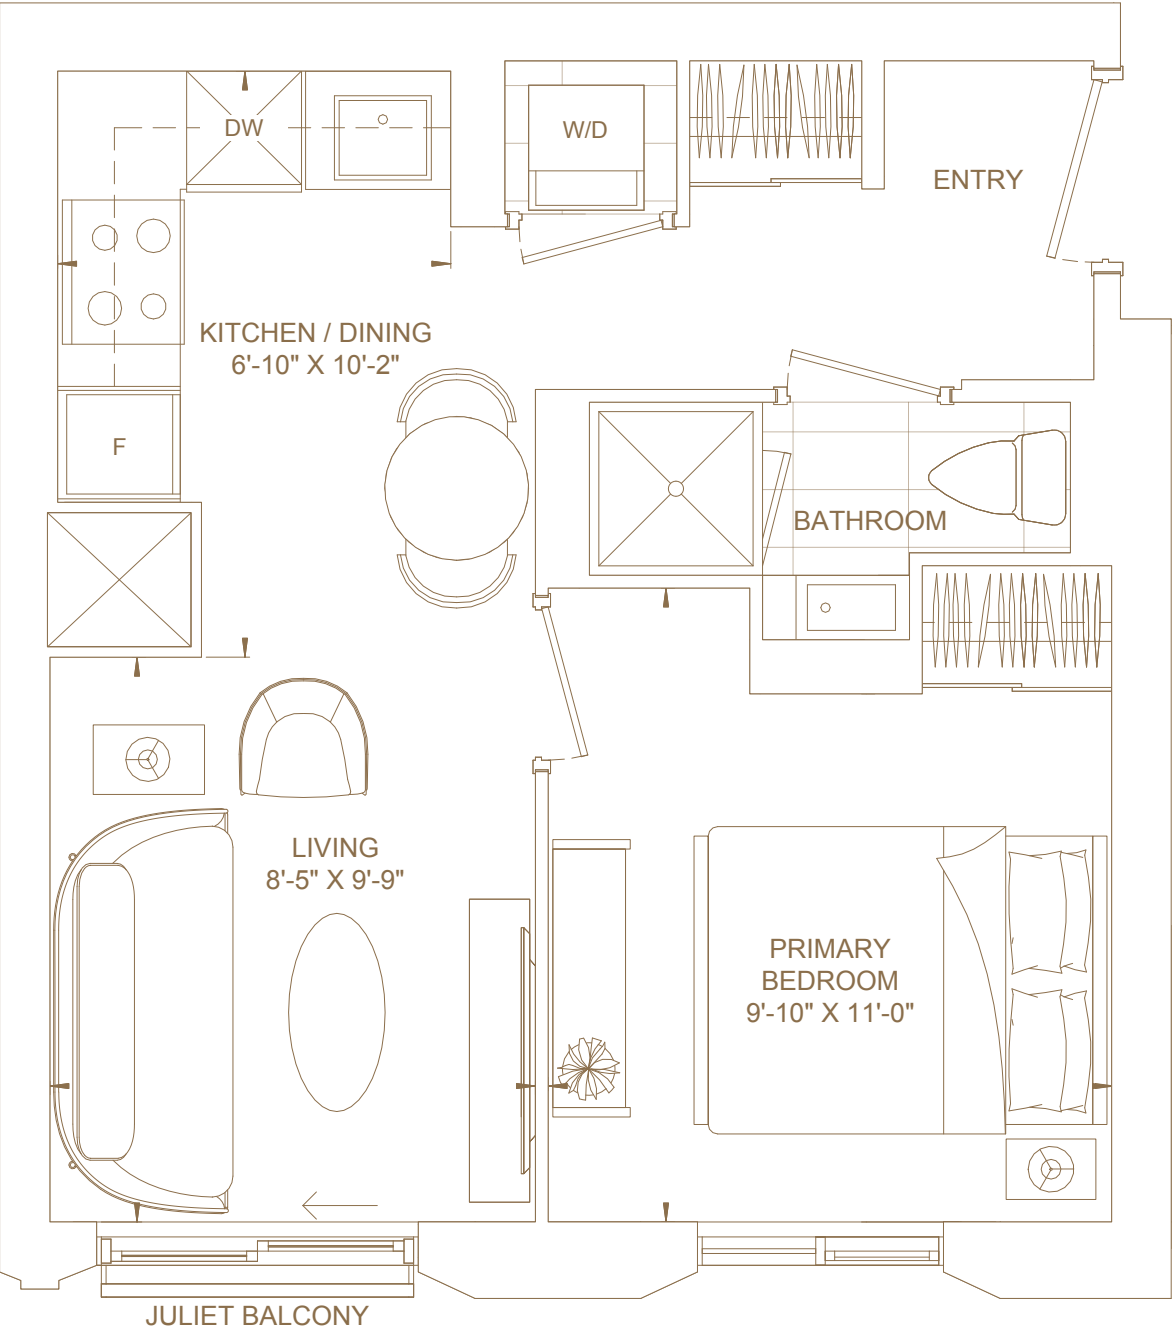 DW
W/D
ENTRY
KITCHEN / DINING
6'-10" X 10'-2"
F
BATHROOM
LIVING
8'-5" X 9'-9"
PRIMARY
BEDROOM
9'-10" X 11'-0"
JULIET BALCONY